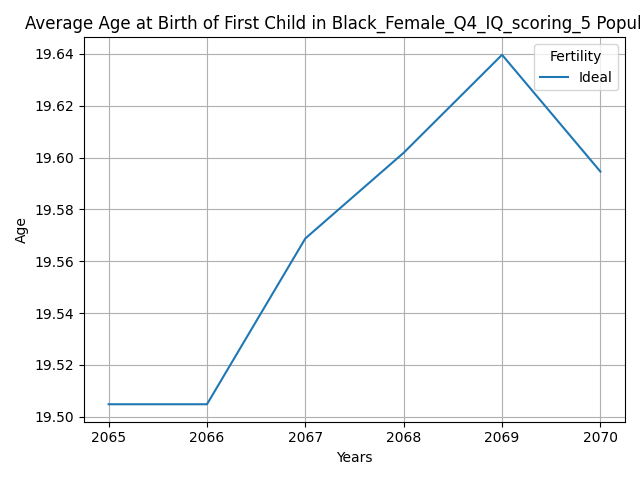 Average Age at Birth of First Child in Black_Female_Q4_IQ_scoring_5 Popul
Fertility
Ideal
Age
19.64
19.62
19.60
19.58
19.56
19.54
19.52
19.50
2065 2066 2067 2068 2069 2070
Years